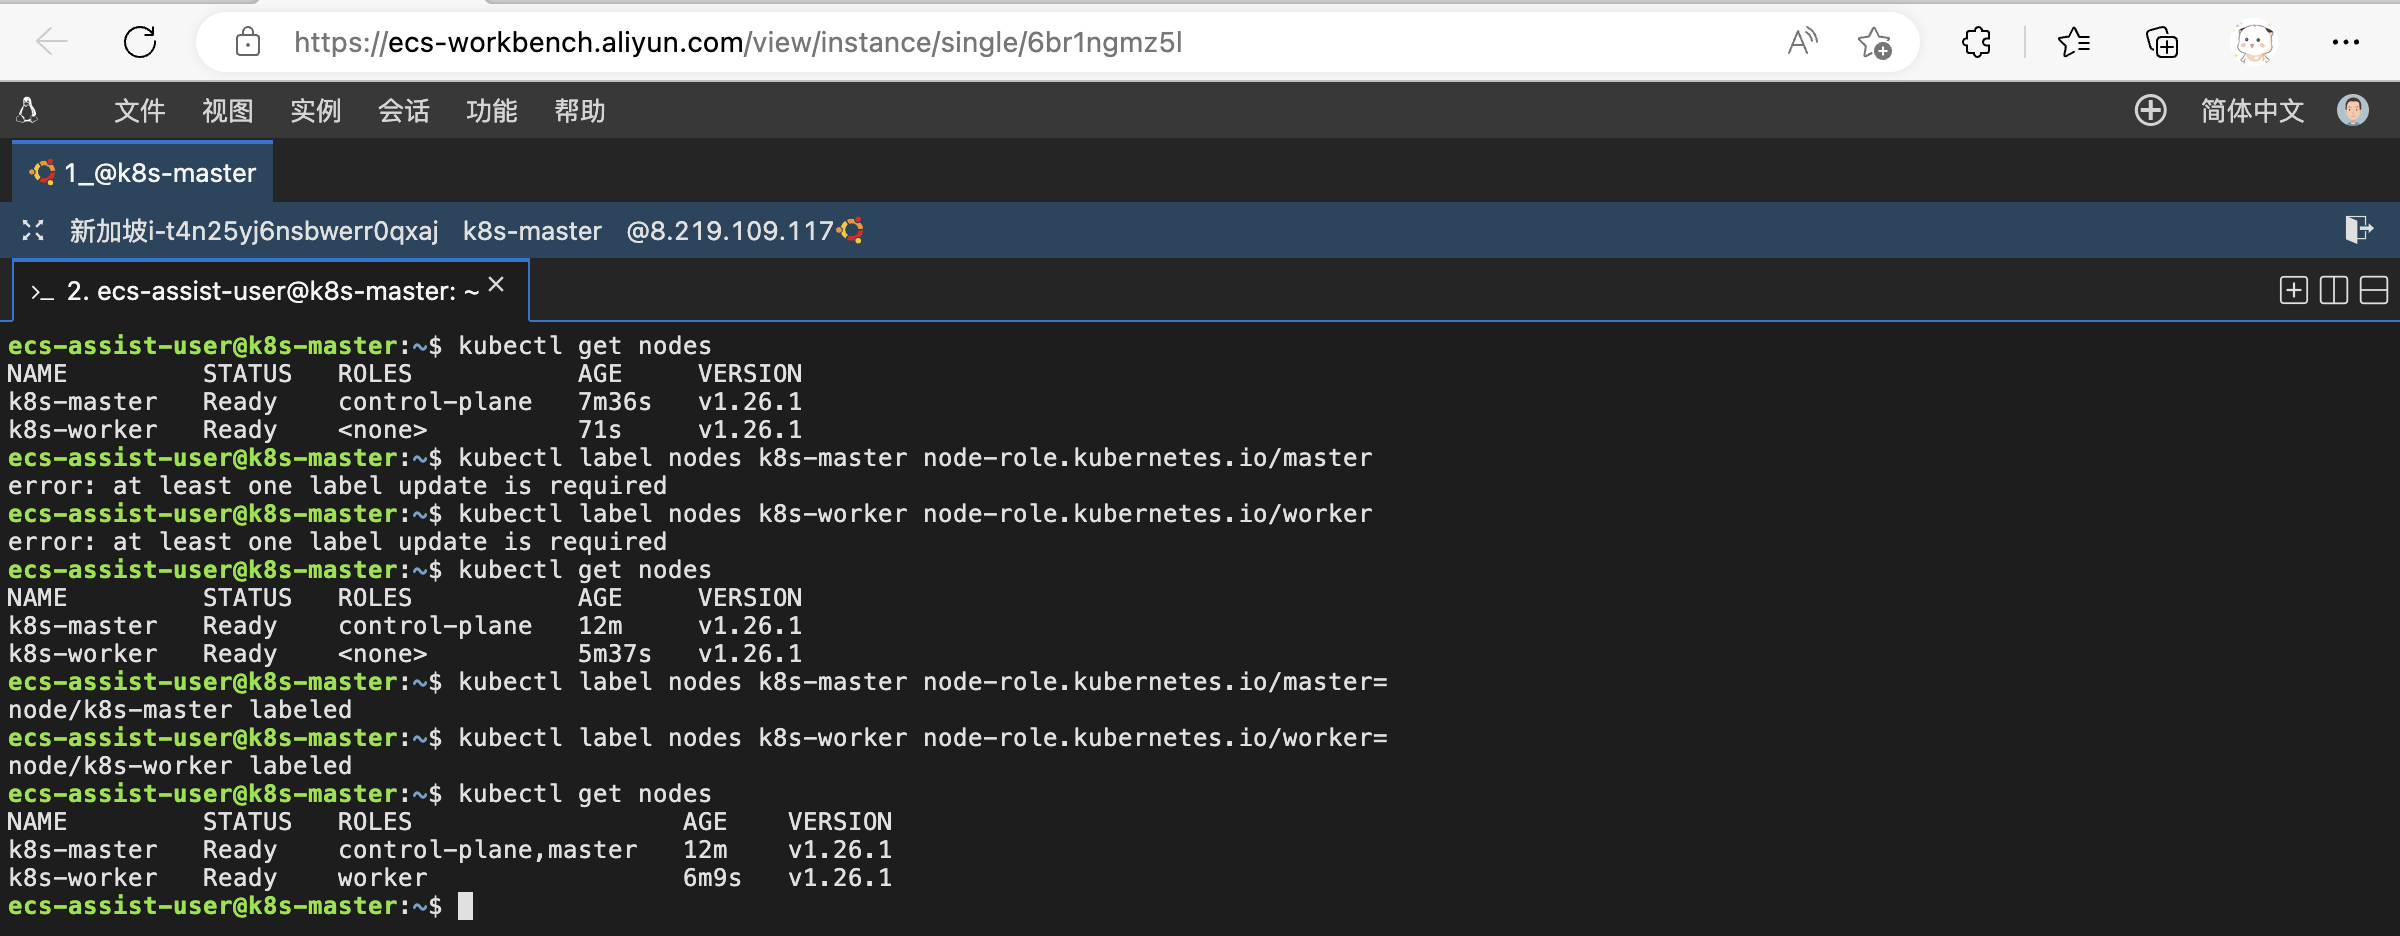 https://ecs-workbench.aliyun.com/view/instance/single/6br1ngmz5l
文件 视图 实例 会话 功能 帮助 简体中文
1_@k8s-master
新加坡i-t4n25yj6nsbwerr0qxaj k8s-master @8.219.109.117
2. ecs-assist-user@k8s-master: ~
ecs-assist-user@k8s-master:~$ kubectl get nodes
NAME         STATUS   ROLES           AGE     VERSION
k8s-master   Ready    control-plane   7m36s   v1.26.1
k8s-worker   Ready    <none>          71s     v1.26.1
ecs-assist-user@k8s-master:~$ kubectl label nodes k8s-master node-role.kubernetes.io/master
error: at least one label update is required
ecs-assist-user@k8s-master:~$ kubectl label nodes k8s-worker node-role.kubernetes.io/worker
error: at least one label update is required
ecs-assist-user@k8s-master:~$ kubectl get nodes
NAME         STATUS   ROLES           AGE     VERSION
k8s-master   Ready    control-plane   12m     v1.26.1
k8s-worker   Ready    <none>          5m37s   v1.26.1
ecs-assist-user@k8s-master:~$ kubectl label nodes k8s-master node-role.kubernetes.io/master=
node/k8s-master labeled
ecs-assist-user@k8s-master:~$ kubectl label nodes k8s-worker node-role.kubernetes.io/worker=
node/k8s-worker labeled
ecs-assist-user@k8s-master:~$ kubectl get nodes
NAME         STATUS   ROLES                  AGE    VERSION
k8s-master   Ready    control-plane,master   12m    v1.26.1
k8s-worker   Ready    worker                 6m9s   v1.26.1
ecs-assist-user@k8s-master:~$